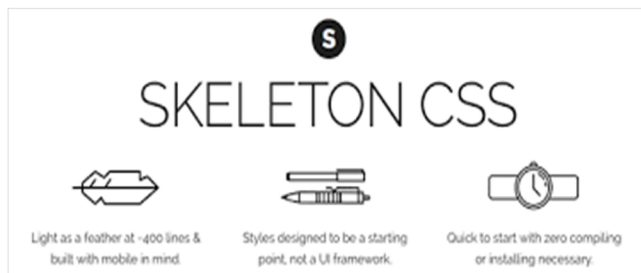 S
SKELETON CSS
Light as a feather at ~400 lines &
built with mobile in mind.
Styles designed to be a starting
point, not a UI framework.
Quick to start with zero compiling
or installing necessary.